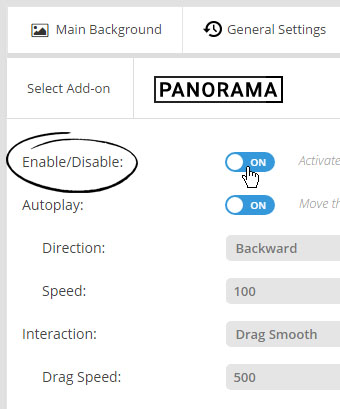 Main Background General Settings
Select Add-on PANORAMA
Enable/Disable: ON Activate
Autoplay: ON Move th
Direction: Backward
Speed: 100
Interaction: Drag Smooth
Drag Speed: 500